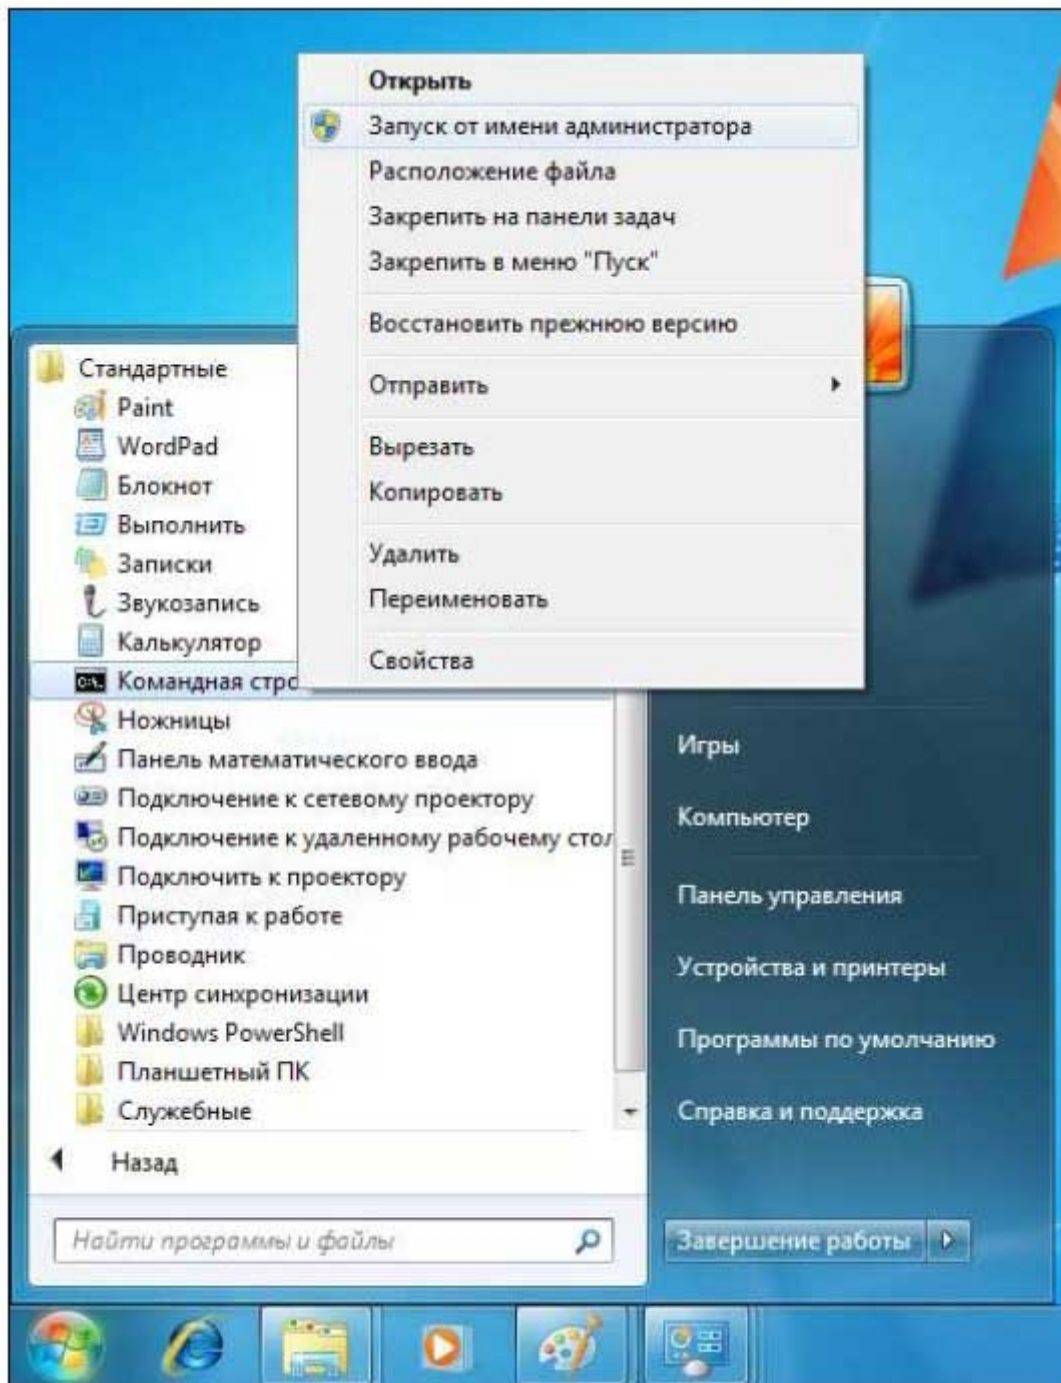 Открыть
Запуск от имени администратора
Расположение файла
Закрепить на панели задач
Закрепить в меню "Пуск"
Восстановить прежнюю версию
Отправить
Вырезать
Копировать
Удалить
Переименовать
Свойства
Стандартные
Paint
WordPad
Блокнот
Выполнить
Записки
Звукозапись
Калькулятор
Командная стро
Ножницы
Панель математического ввода
Подключение к сетевому проектору
Подключение к удаленному рабочему стол
Подключить к проектору
Приступая к работе
Проводник
Центр синхронизации
Windows PowerShell
Планшетный ПК
Служебные
Назад
Найти программы и файлы
Игры
Компьютер
Панель управления
Устройства и принтеры
Программы по умолчанию
Справка и поддержка
Завершение работы